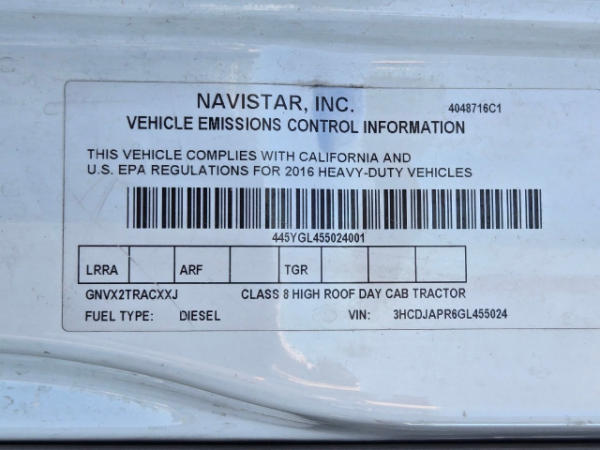 NAVISTAR, INC.
4048716C1
VEHICLE EMISSIONS CONTROL INFORMATION
THIS VEHICLE COMPLIES WITH CALIFORNIA AND
U.S. EPA REGULATIONS FOR 2016 HEAVY-DUTY VEHICLES
445YGL455024001
LRRA ARF TGR
GNVX2TRACXXJ CLASS 8 HIGH ROOF DAY CAB TRACTOR
FUEL TYPE: DIESEL VIN: 3HCDJAPR6GL455024